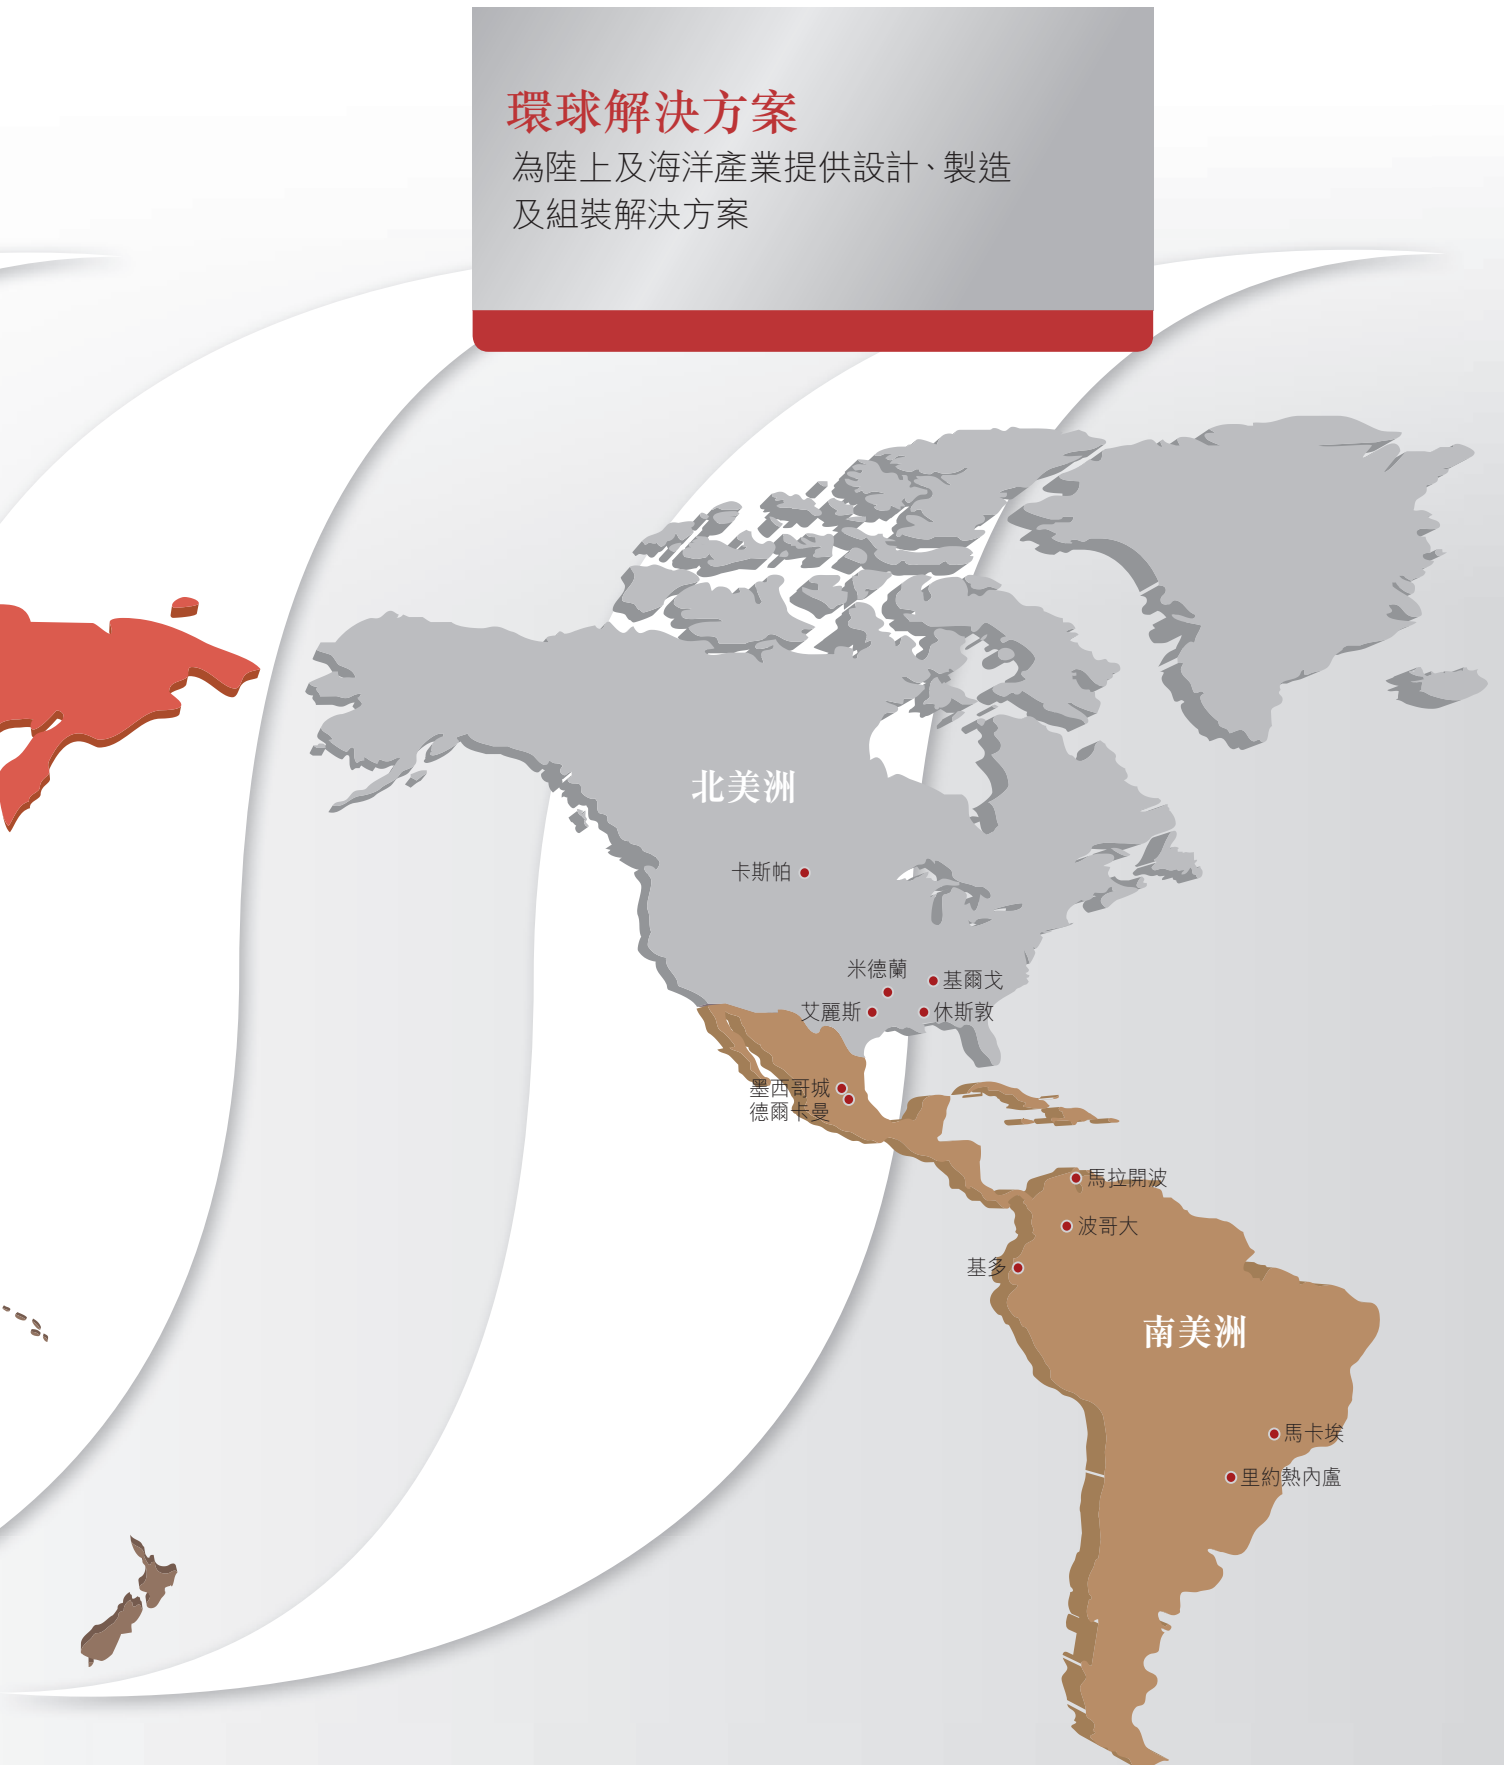 環球解決方案
為陸上及海洋產業提供設計、製造
及組裝解決方案
北美洲
卡斯帕
米德蘭
基爾戈
艾麗斯
休斯敦
墨西哥城
德爾卡曼
馬拉開波
波哥大
基多
南美洲
馬卡埃
里約熱內盧